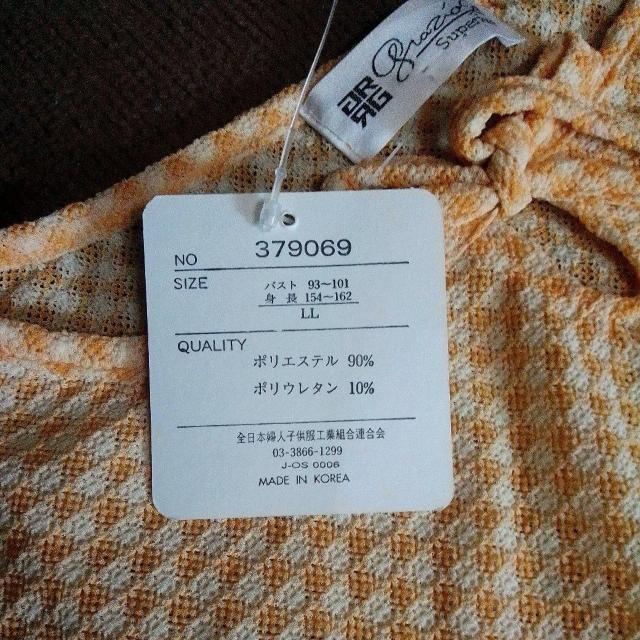 Super
NO 379069
SIZE
バスト 93~101
身長 154~162
LL
QUALITY
ポリエステル 90%
ポリウレタン 10%
全日本婦人子供服工業組合連合会
03-3866-1299
J-OS 0006
MADE IN KOREA